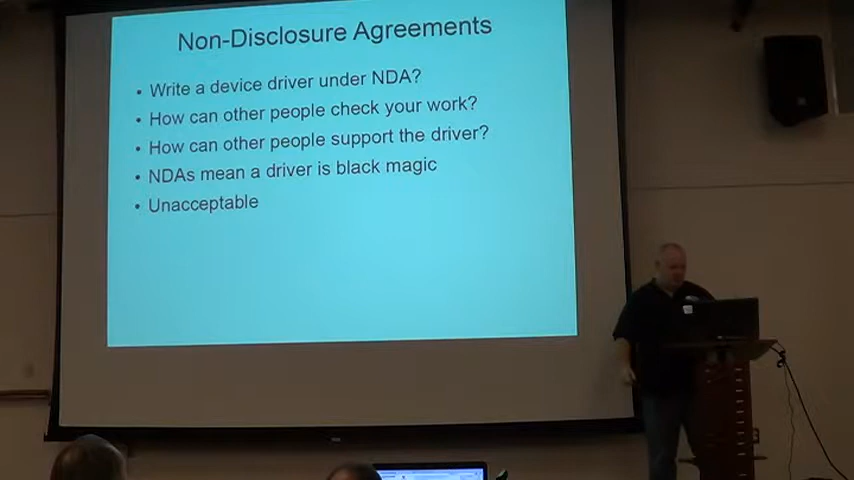 Non-Disclosure Agreements
• Write a device driver under NDA?
• How can other people check your work?
• How can other people support the driver?
• NDAs mean a driver is black magic
• Unacceptable